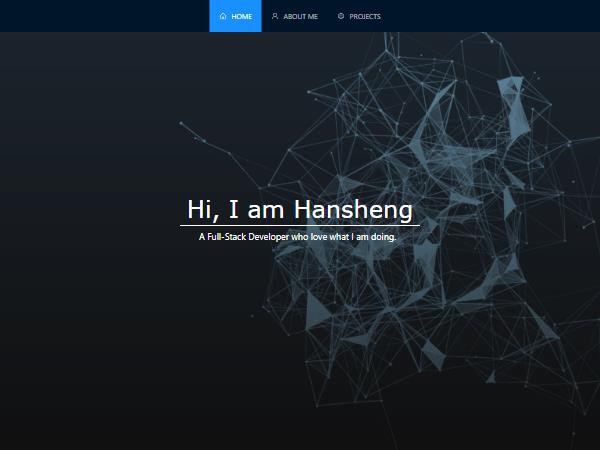 HOME ABOUT ME PROJECTS
Hi, I am Hansheng
A Full-Stack Developer who love what I am doing.